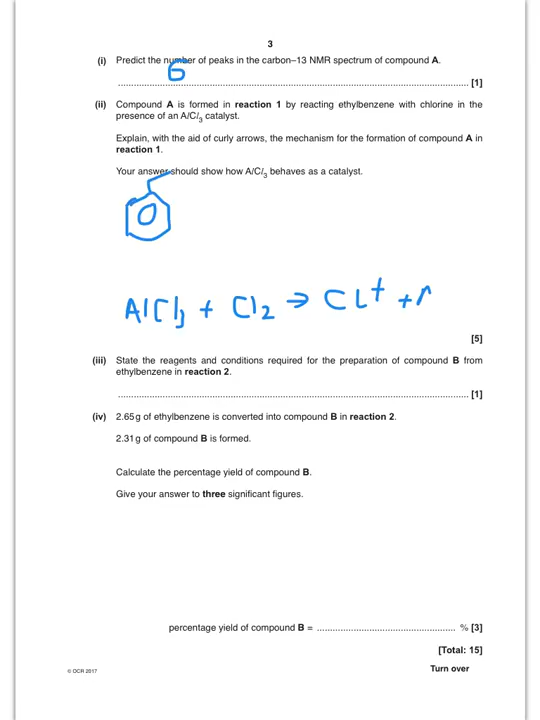 3
(i) Predict the number of peaks in the carbon–13 NMR spectrum of compound A.
6
.......................................................................................................... [1]
(ii) Compound A is formed in reaction 1 by reacting ethylbenzene with chlorine in the
presence of an AlCl3 catalyst.
Explain, with the aid of curly arrows, the mechanism for the formation of compound A in
reaction 1.
Your answer should show how AlCl3 behaves as a catalyst.
AlCl3 + Cl2 → CL+ +
[5]
(iii) State the reagents and conditions required for the preparation of compound B from
ethylbenzene in reaction 2.
.......................................................................................................... [1]
(iv) 2.65 g of ethylbenzene is converted into compound B in reaction 2.
2.31 g of compound B is formed.
Calculate the percentage yield of compound B.
Give your answer to three significant figures.
percentage yield of compound B = .................................................... % [3]
[Total: 15]
© OCR 2017
Turn over